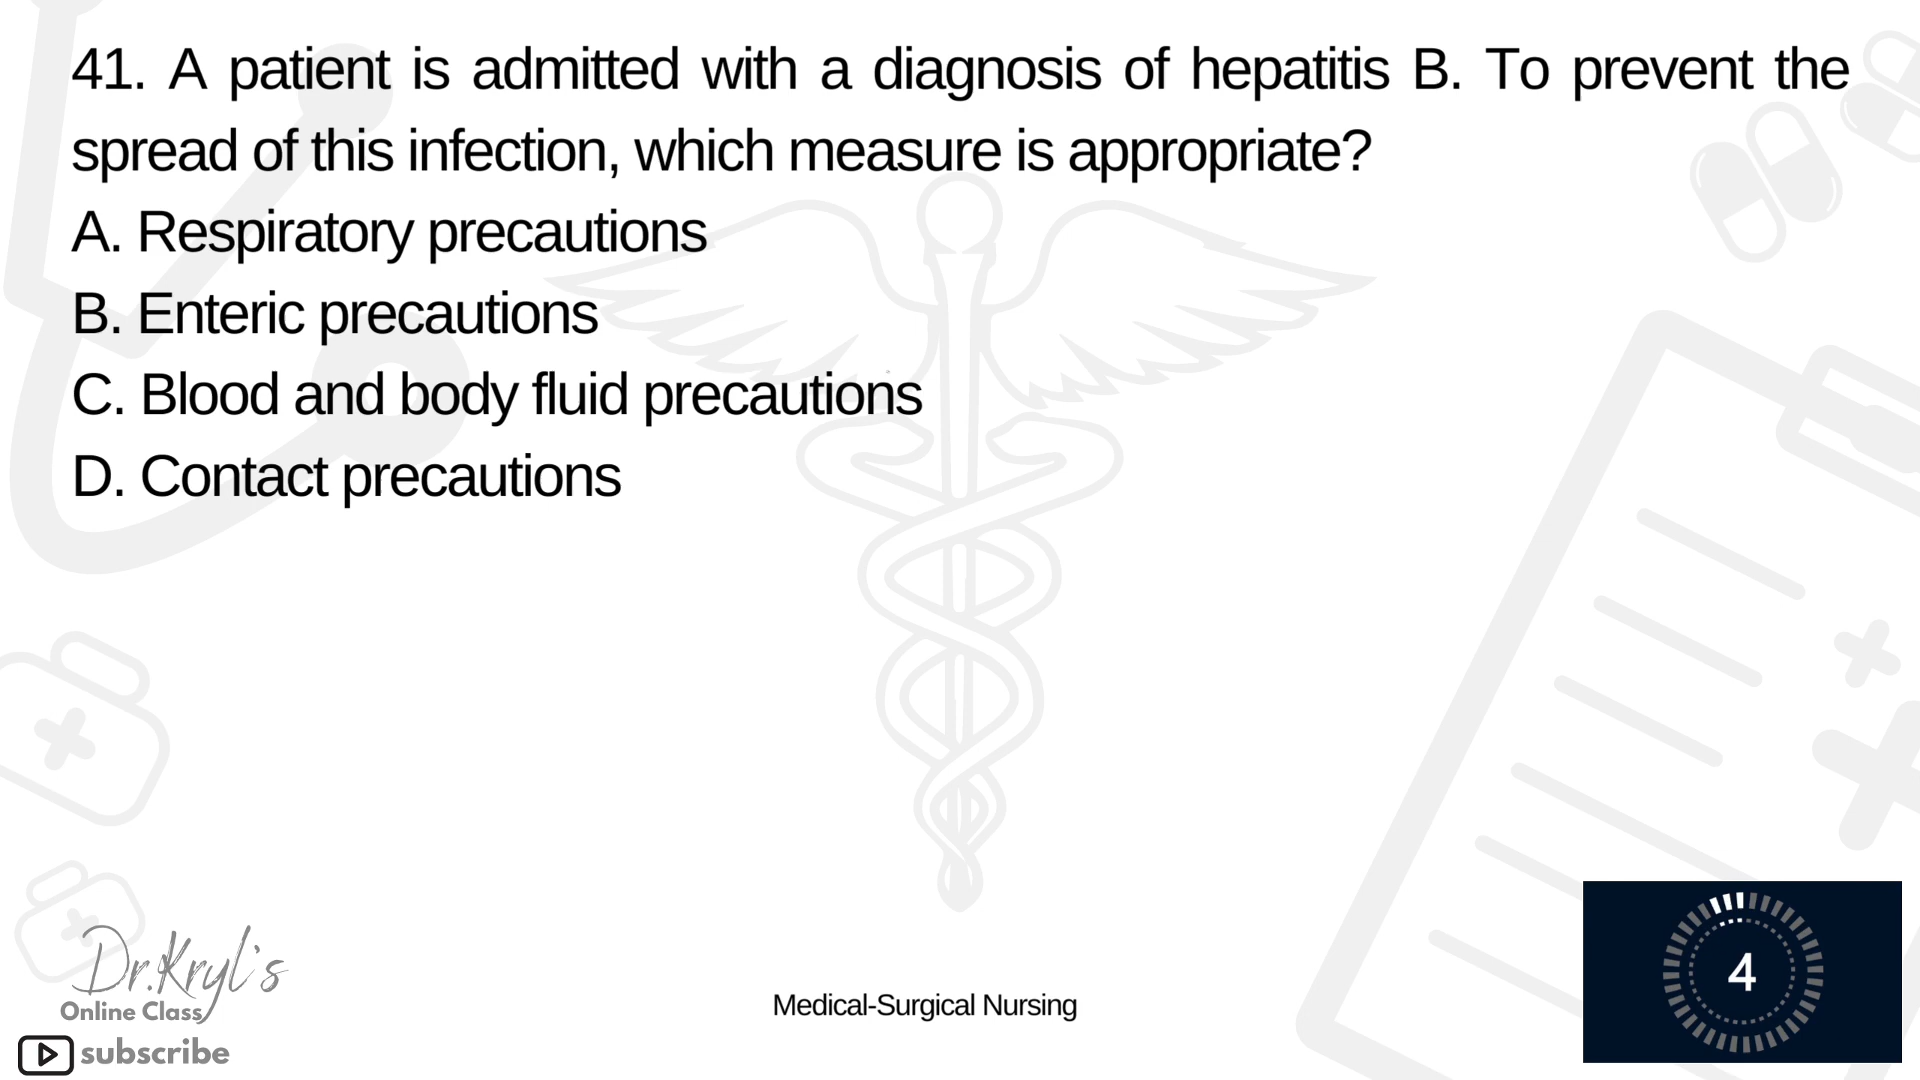 41. A patient is admitted with a diagnosis of hepatitis B. To prevent the
spread of this infection, which measure is appropriate?
A. Respiratory precautions
B. Enteric precautions
C. Blood and body fluid precautions
D. Contact precautions
Dr.Kryl's
Online Class
subscribe
Medical-Surgical Nursing
4